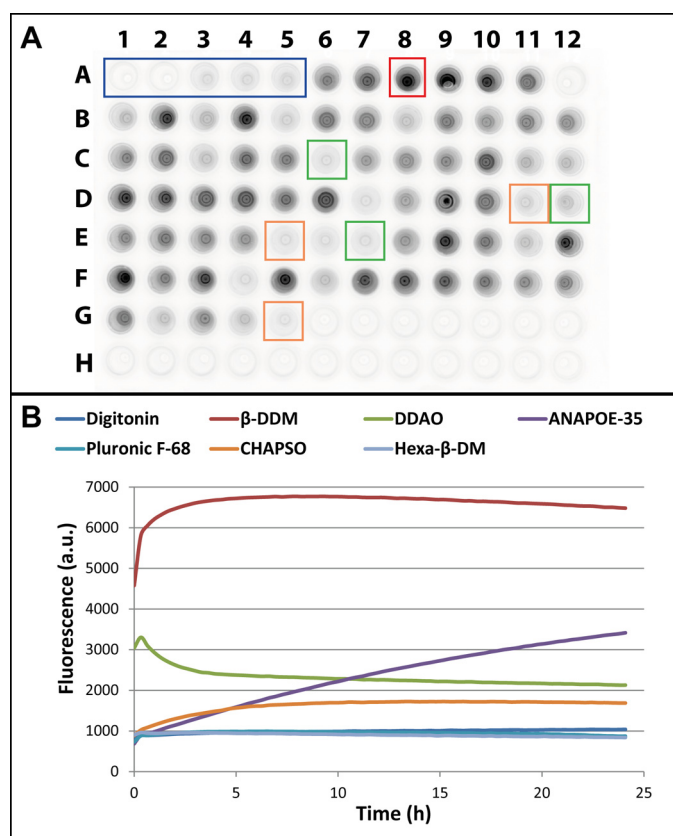 A
1 2 3 4 5 6 7 8 9 10 11 12
A
B
C
D
E
F
G
H
B
Digitonin β-DDM DDAO ANAPOE-35
Pluronic F-68 CHAPSO Hexa-β-DM
7000
6000
5000
4000
3000
2000
1000
0
Fluorescence (a.u.)
0 5 10 15 20 25
Time (h)